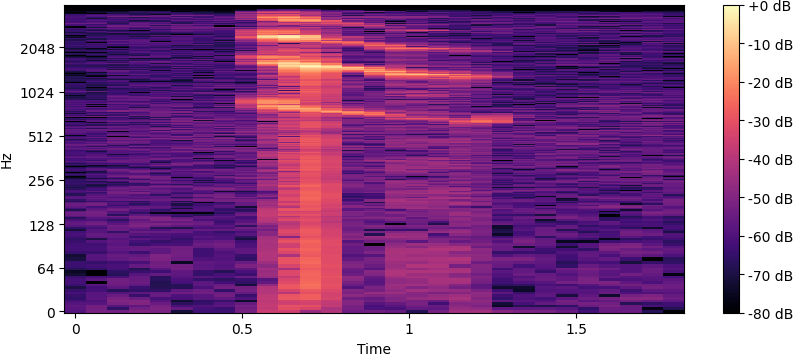 +0 dB
2048
-10 dB
1024
-20 dB
512
-30 dB
Hz
256
-40 dB
128
-50 dB
64
-60 dB
0
-70 dB
-80 dB
0 0.5 1 1.5
Time